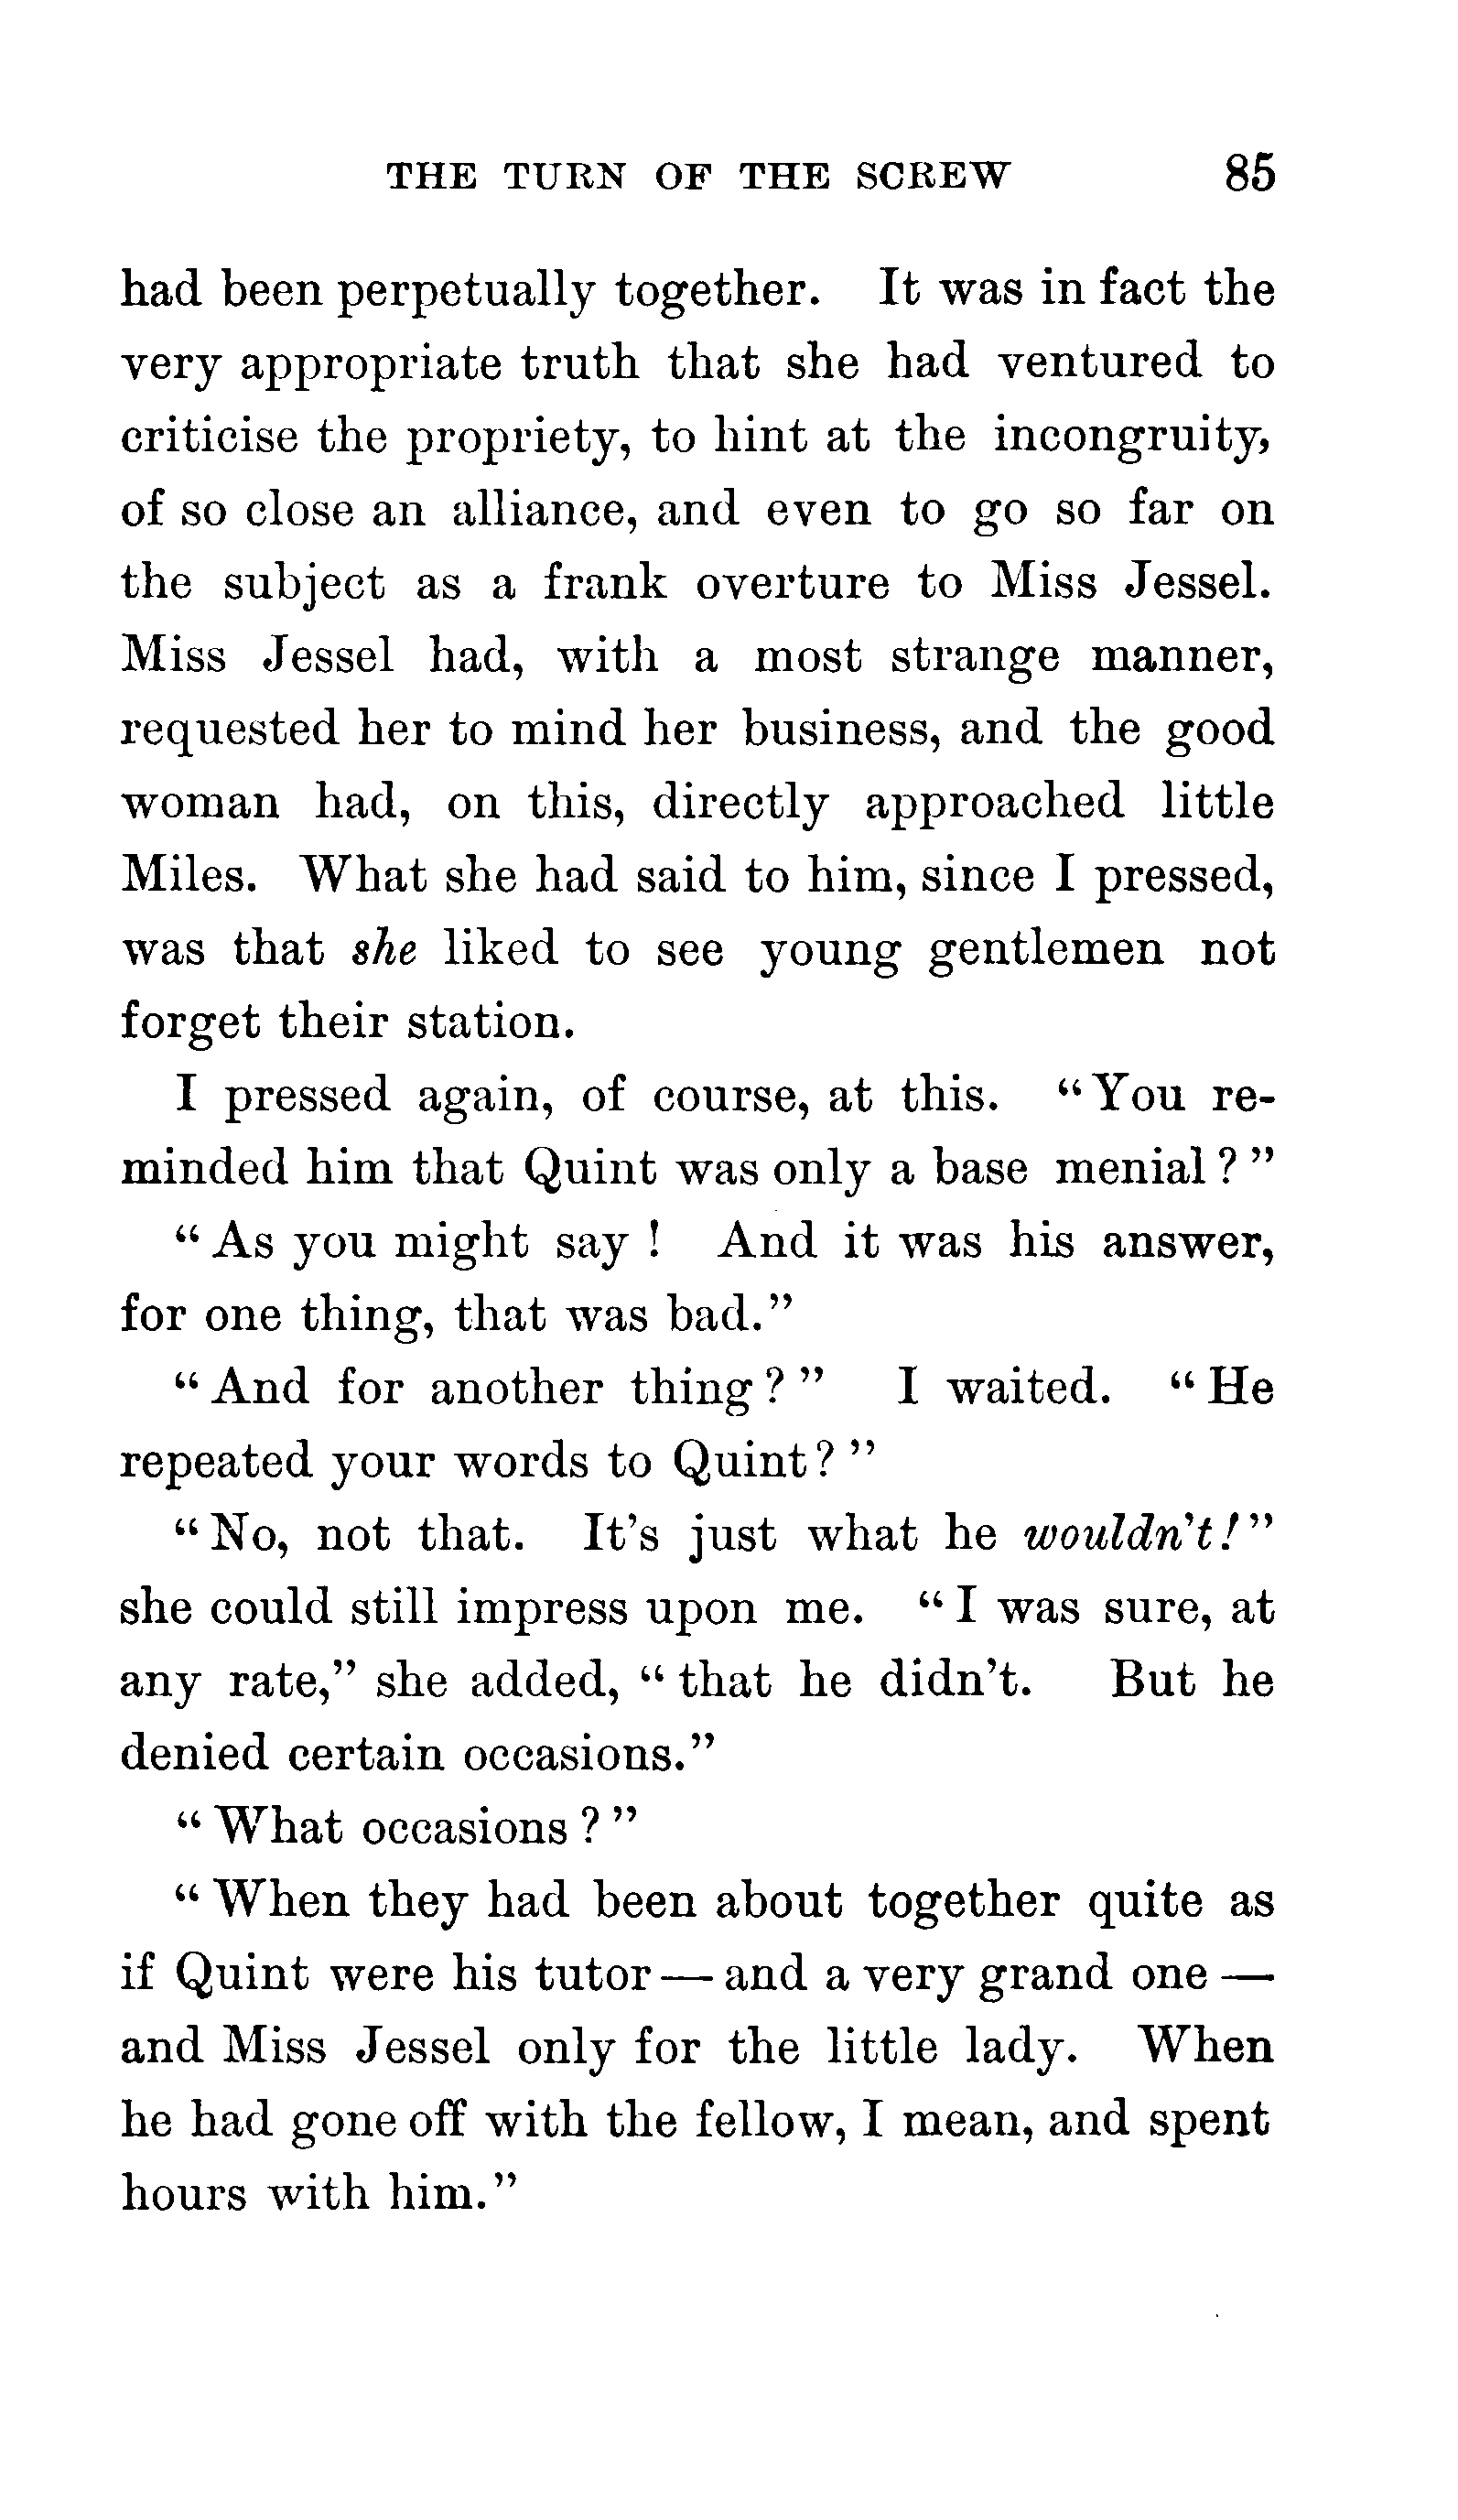 THE TURN OF THE SCREW 85
had been perpetually together. It was in fact the
very appropriate truth that she had ventured to
criticise the propriety, to hint at the incongruity,
of so close an alliance, and even to go so far on
the subject as a frank overture to Miss Jessel.
Miss Jessel had, with a most strange manner,
requested her to mind her business, and the good
woman had, on this, directly approached little
Miles. What she had said to him, since I pressed,
was that she liked to see young gentlemen not
forget their station.
I pressed again, of course, at this. “You re-
minded him that Quint was only a base menial?”
“As you might say! And it was his answer,
for one thing, that was bad.”
“And for another thing?” I waited. “He
repeated your words to Quint?”
“No, not that. It’s just what he wouldn’t!”
she could still impress upon me. “I was sure, at
any rate,” she added, “that he didn’t. But he
denied certain occasions.”
“What occasions?”
“When they had been about together quite as
if Quint were his tutor—and a very grand one—
and Miss Jessel only for the little lady. When
he had gone off with the fellow, I mean, and spent
hours with him.”